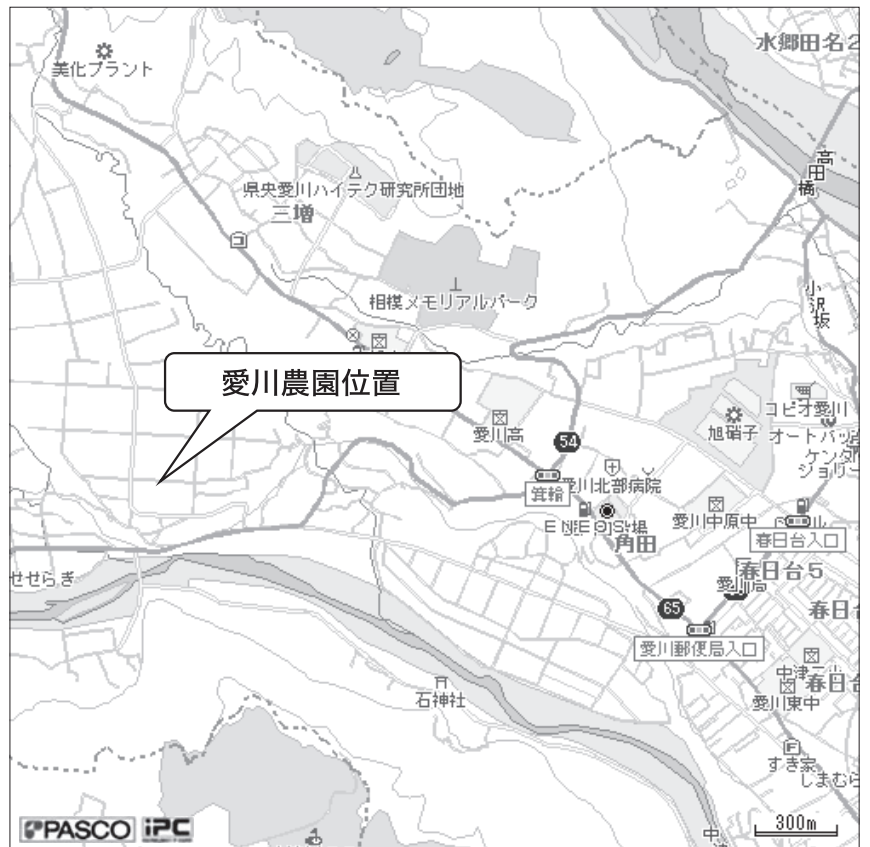 美化プラント
水郷田名2
高田橋
県央愛川ハイテク研究所団地
三増
相模メモリアルパーク
小沢坂
愛川農園位置
愛川高
54
旭硝子
コピオ愛川
オートバッ
ケンタ
ジョリー
箕輪
愛川北部病院
ENEOS
角田
愛川中原中
春日台入口
せせらぎ
春日台5
65
愛川郵便局入口
春日台
石神社
愛川東中
春日台
すき家
しまむら
中
PASCO iPC
300m